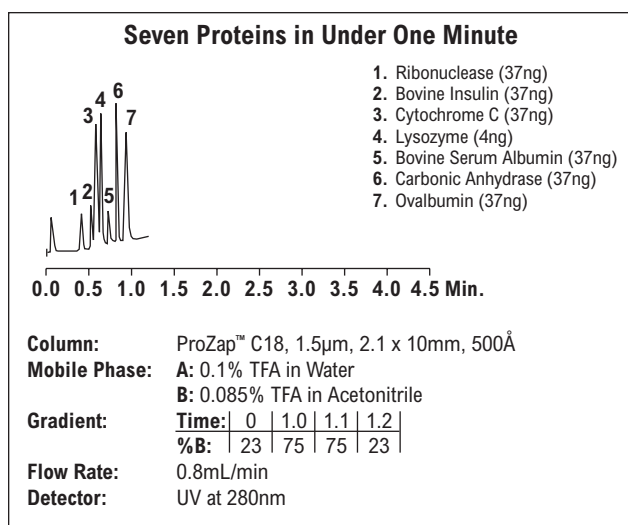 Seven Proteins in Under One Minute
1. Ribonuclease (37ng)
2. Bovine Insulin (37ng)
3. Cytochrome C (37ng)
4. Lysozyme (4ng)
5. Bovine Serum Albumin (37ng)
6. Carbonic Anhydrase (37ng)
7. Ovalbumin (37ng)
1 2 3 4 5 6 7
0.0 0.5 1.0 1.5 2.0 2.5 3.0 3.5 4.0 4.5 Min.
Column: ProZap™ C18, 1.5µm, 2.1 x 10mm, 500Å
Mobile Phase: A: 0.1% TFA in Water
B: 0.085% TFA in Acetonitrile
Gradient: Time: 0 1.0 1.1 1.2
%B: 23 75 75 23
Flow Rate: 0.8mL/min
Detector: UV at 280nm